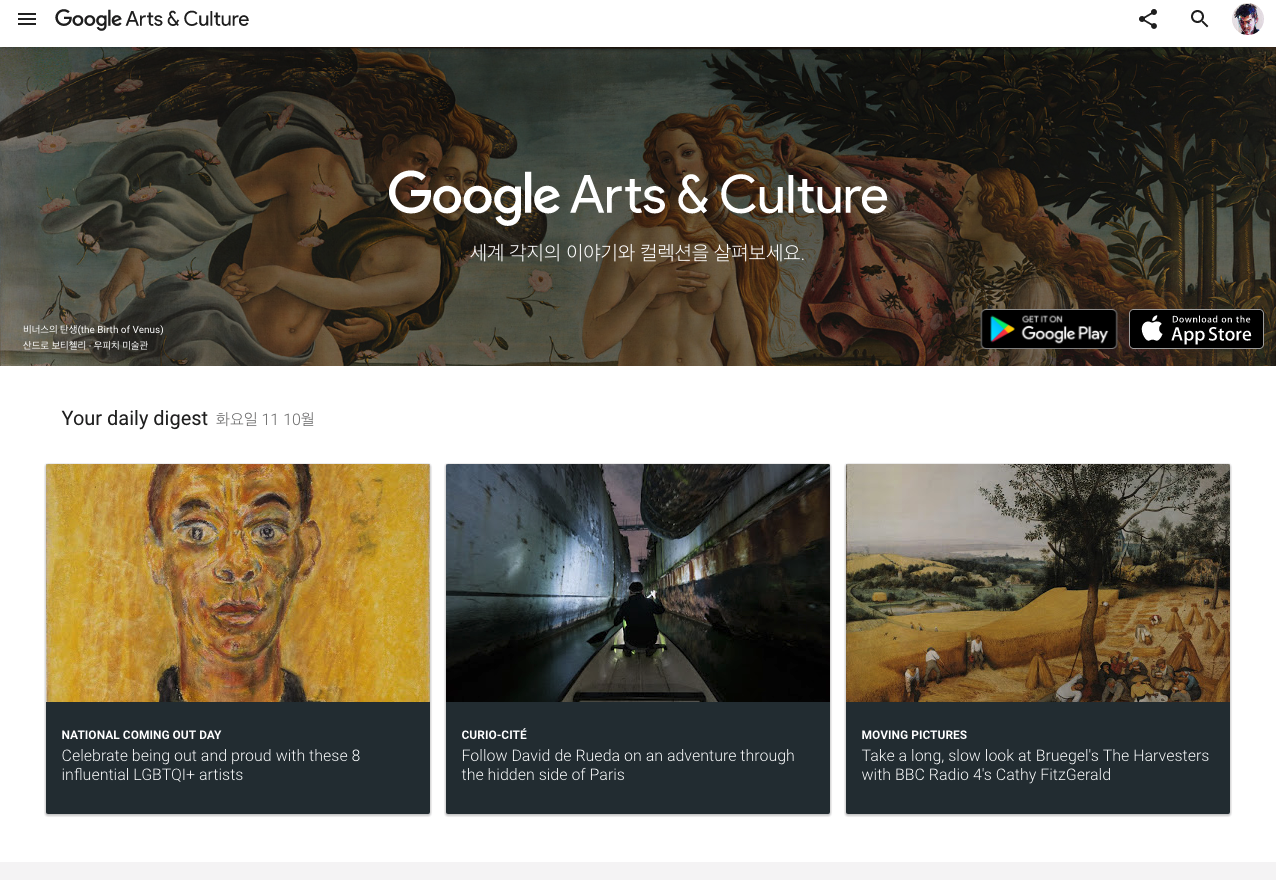 Google Arts & Culture
Google Arts & Culture
세계 각지의 이야기와 컬렉션을 살펴보세요.
비너스의 탄생(the Birth of Venus)
산드로 보티첼리 · 우피치 미술관
GET IT ON
Google Play
Download on the
App Store
Your daily digest 화요일 11 10월
NATIONAL COMING OUT DAY
Celebrate being out and proud with these 8
influential LGBTQI+ artists
CURIO-CITÉ
Follow David de Rueda on an adventure through
the hidden side of Paris
MOVING PICTURES
Take a long, slow look at Bruegel's The Harvesters
with BBC Radio 4's Cathy FitzGerald